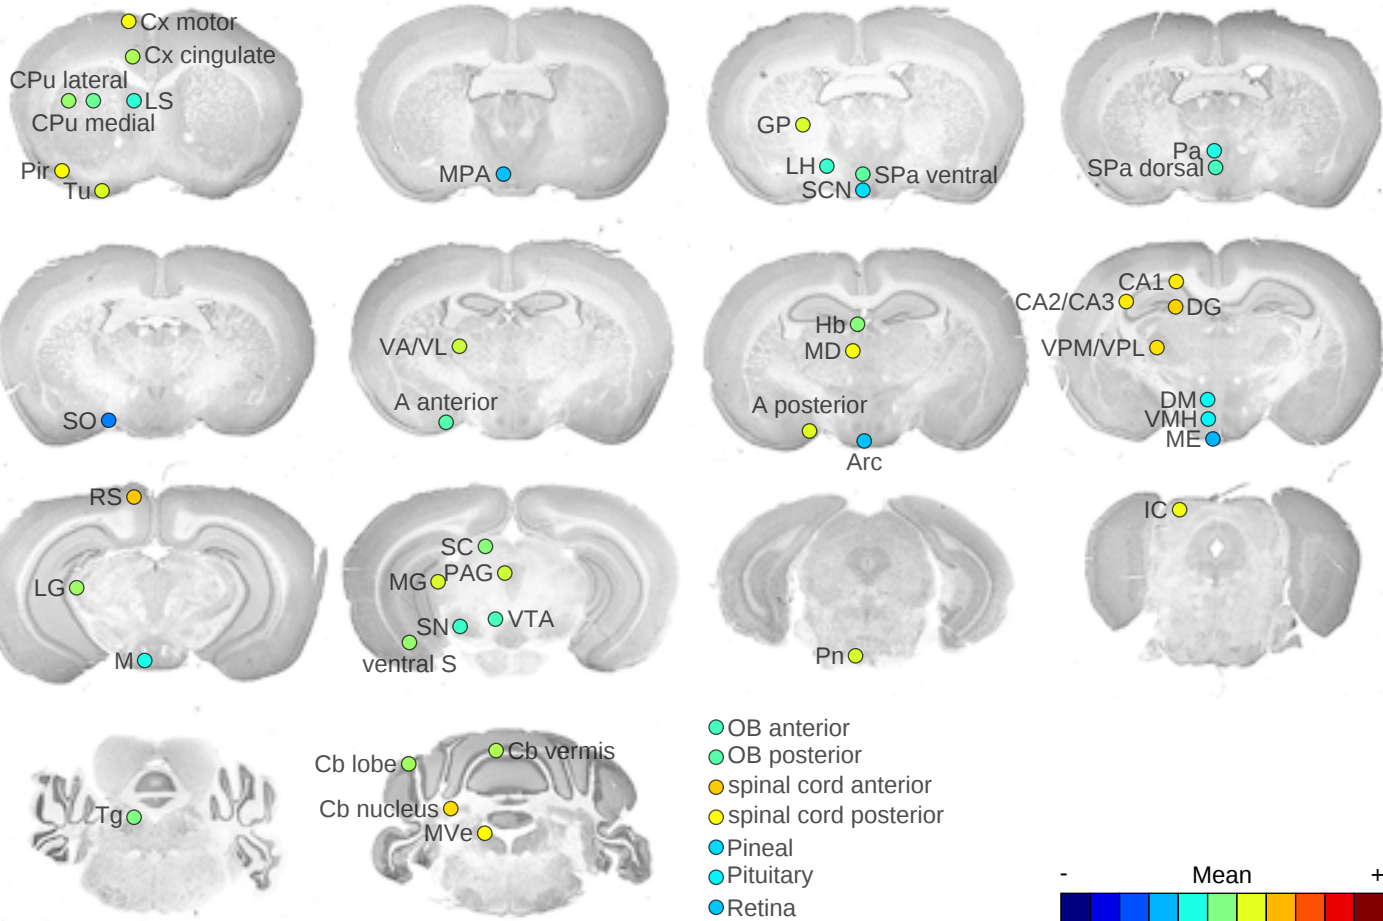 Cx motor
Cx cingulate
CPu lateral
LS
CPu medial
Pir
Tu
MPA
GP
LH
SPa ventral
SCN
Pa
SPa dorsal
SO
VA/VL
A anterior
Hb
MD
A posterior
Arc
CA1
CA2/CA3
DG
VPM/VPL
DM
VMH
ME
RS
LG
M
SC
MG
PAG
SN
VTA
ventral S
Pn
IC
Tg
Cb lobe
Cb vermis
Cb nucleus
MVe
OB anterior
OB posterior
spinal cord anterior
spinal cord posterior
Pineal
Pituitary
Retina
- Mean +